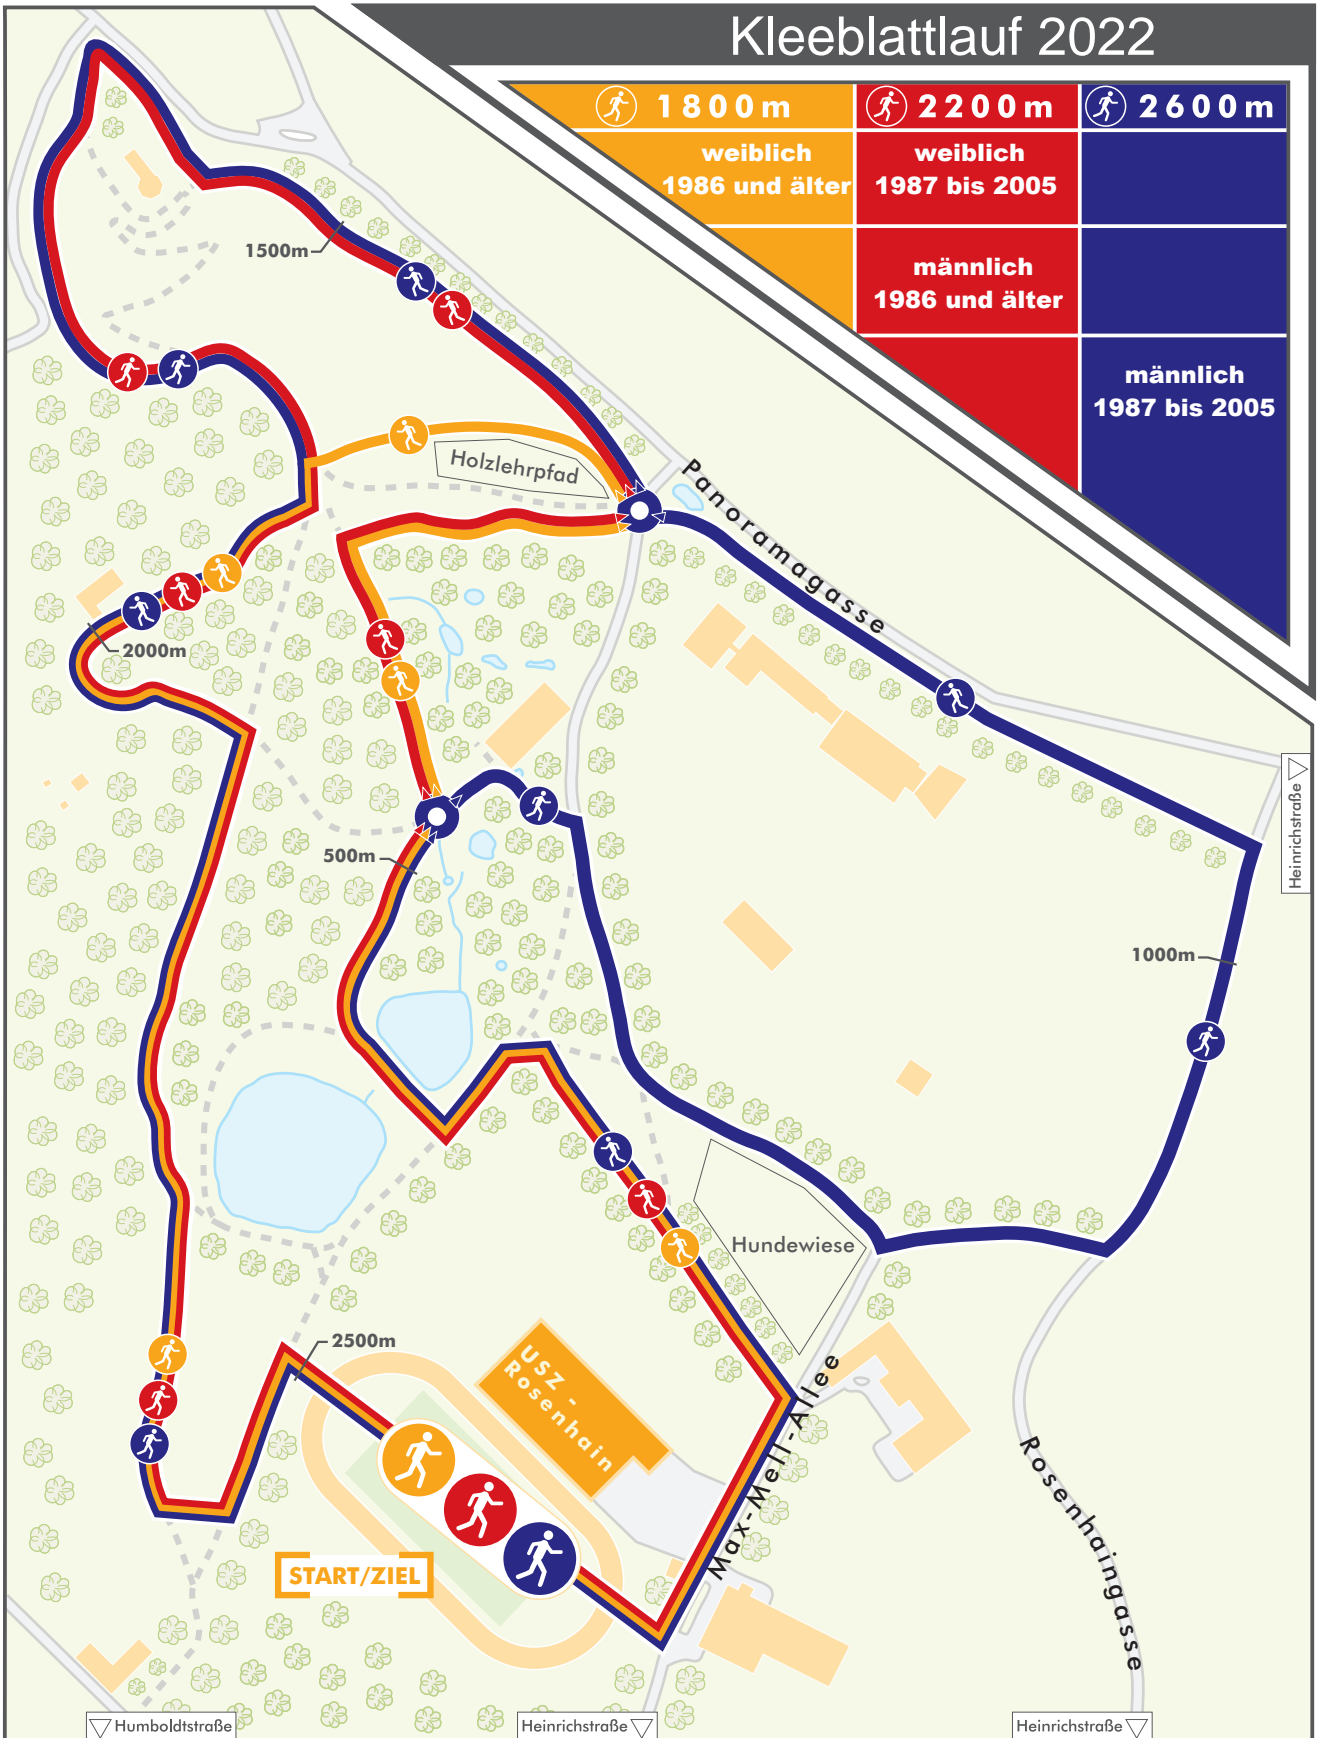 Kleeblattlauf 2022
1800m
2200m
2600m
weiblich
1986 und älter
weiblich
1987 bis 2005
männlich
1986 und älter
männlich
1987 bis 2005
1500m
Holzlehrpfad
Panoramagasse
2000m
Heinrichstraße
500m
1000m
Hundewiese
2500m
USZ -
Rosenhain
Max-Mell-Allee
Rosenhaingasse
START/ZIEL
Humboldtstraße
Heinrichstraße
Heinrichstraße